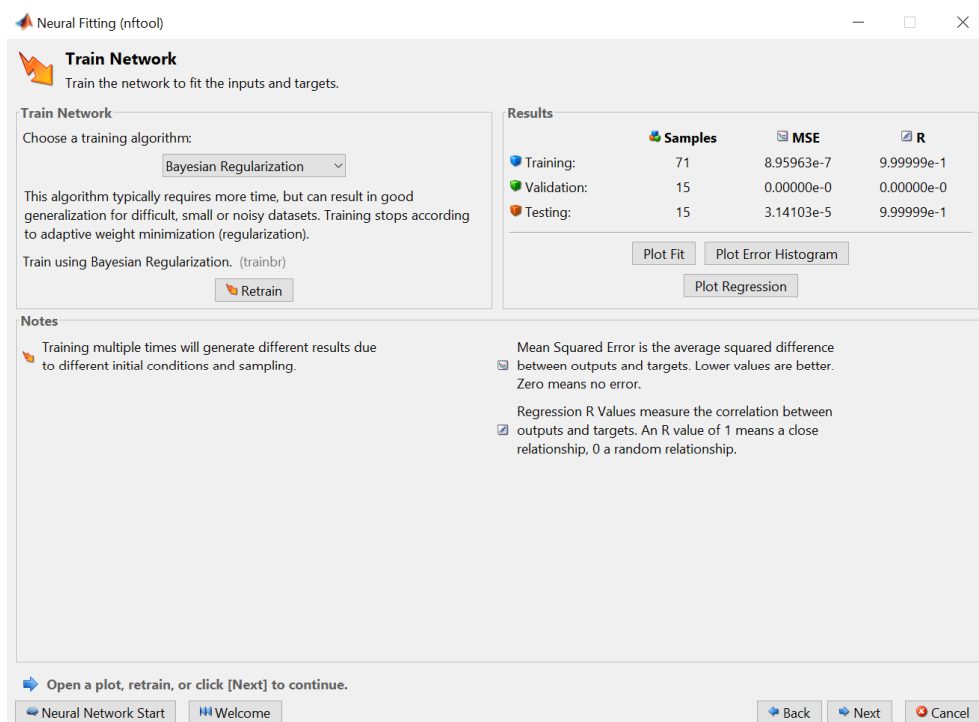 Neural Fitting (nftool)
Train Network
Train the network to fit the inputs and targets.
Train Network
Choose a training algorithm:
Bayesian Regularization
This algorithm typically requires more time, but can result in good
generalization for difficult, small or noisy datasets. Training stops according
to adaptive weight minimization (regularization).
Train using Bayesian Regularization. (trainbr)
Retrain
Results
Samples MSE R
Training: 71 8.95963e-7 9.99999e-1
Validation: 15 0.00000e-0 0.00000e-0
Testing: 15 3.14103e-5 9.99999e-1
Plot Fit Plot Error Histogram
Plot Regression
Notes
Training multiple times will generate different results due
to different initial conditions and sampling.
Mean Squared Error is the average squared difference
between outputs and targets. Lower values are better.
Zero means no error.
Regression R Values measure the correlation between
outputs and targets. An R value of 1 means a close
relationship, 0 a random relationship.
Open a plot, retrain, or click [Next] to continue.
Neural Network Start Welcome Back Next Cancel